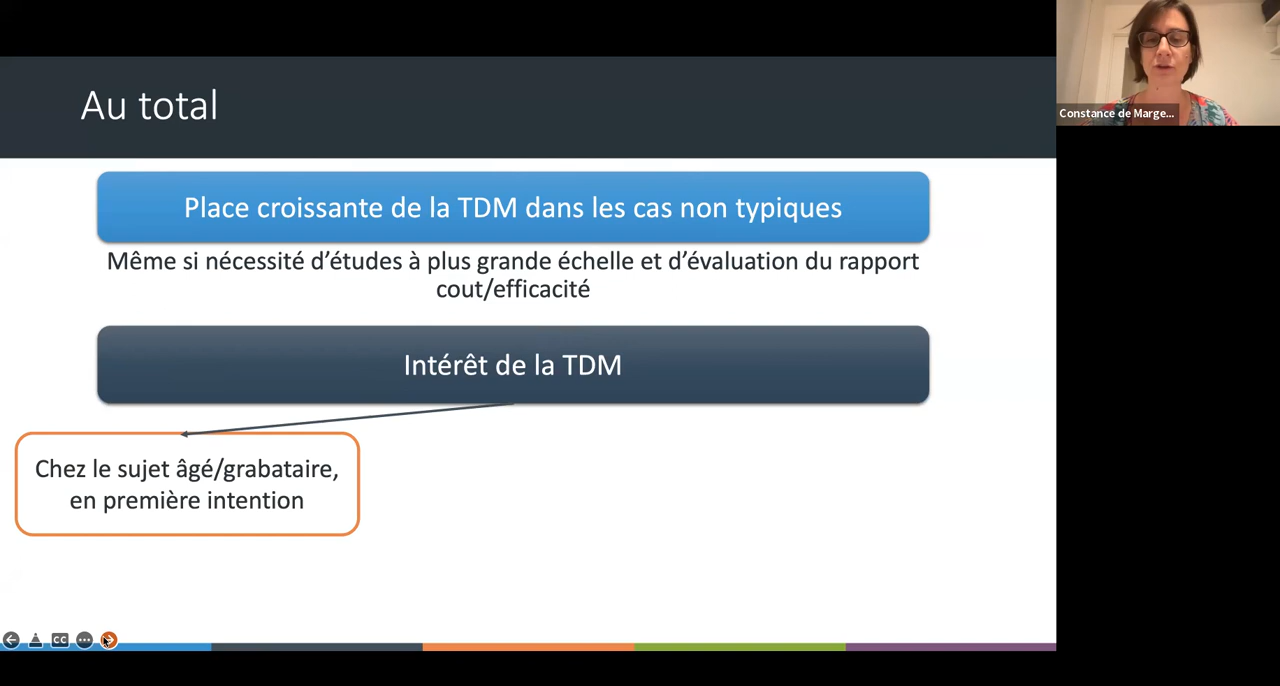 Au total
Place croissante de la TDM dans les cas non typiques
Même si nécessité d’études à plus grande échelle et d’évaluation du rapport
cout/efficacité
Intérêt de la TDM
Chez le sujet âgé/grabataire,
en première intention
CC
Constance de Marge...